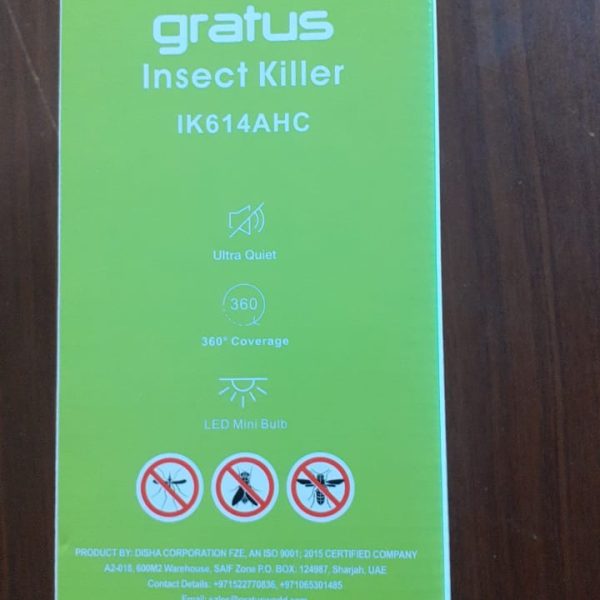 gratus
Insect Killer
IK614AHC
Ultra Quiet
360
360° Coverage
LED Mini Bulb
PRODUCT BY: DISHA CORPORATION FZE, AN ISO 9001; 2015 CERTIFIED COMPANY
A2-018, 600M2 Warehouse, SAIF Zone P.O. BOX: 124987, Sharjah, UAE
Contact Details: +971522770836, +971065301485